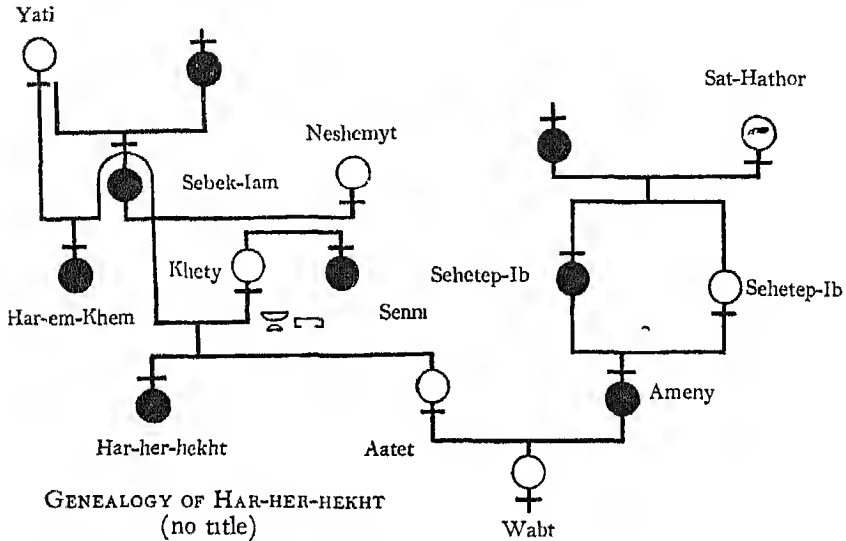 Yati
Sat-Hathor
Neshemyt
Sebek-Iam
Khety
Sehetep-Ib
Sehetep-Ib
Har-em-Khem
Senni
Ameny
Har-her-hekht
Aatet
GENEALOGY OF HAR-HER-HEKHT
(no title)
Wabt